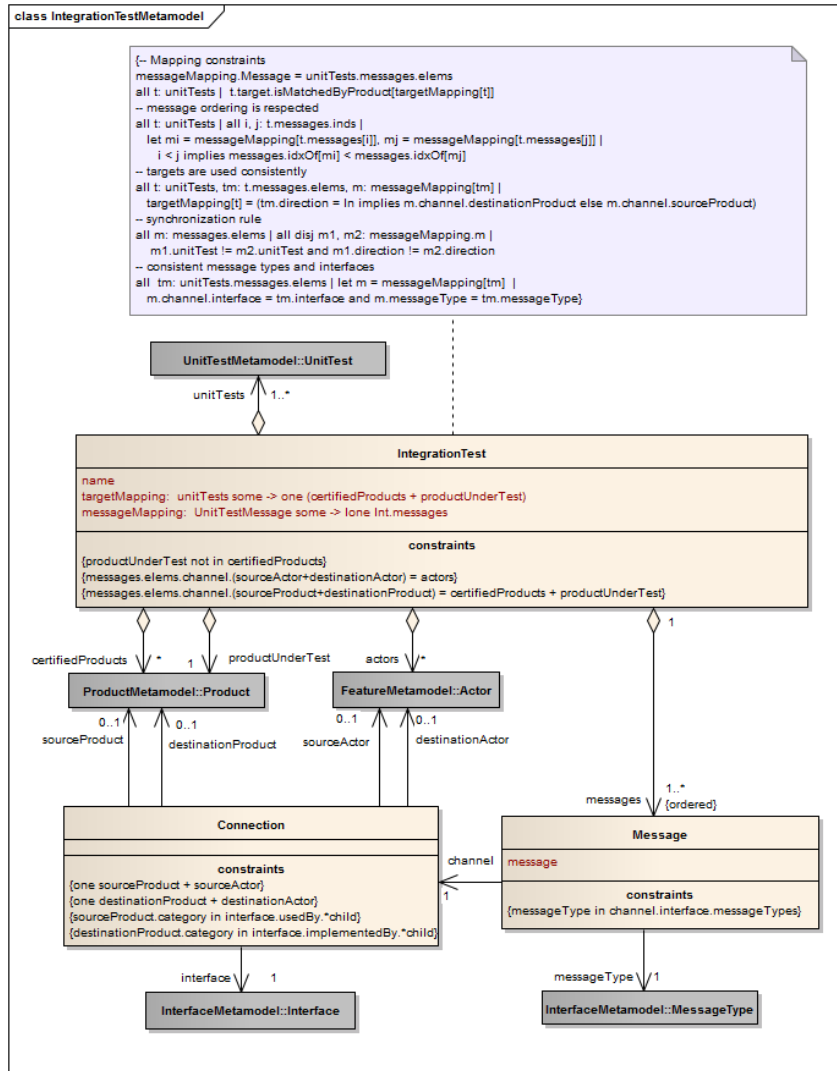 class IntegrationTestMetamodel
{-- Mapping constraints
messageMapping.Message = unitTests.messages.elems
all t: unitTests | t.target.isMatchedByProduct[targetMapping[t]]
-- message ordering is respected
all t: unitTests | all i, j: t.messages.inds |
let mi = messageMapping[t.messages[i]], mj = messageMapping[t.messages[j]] |
i < j implies messages.idxOf[mi] < messages.idxOf[mj]
-- targets are used consistently
all t: unitTests, tm: t.messages.elems, m: messageMapping[tm] |
targetMapping[t] = (tm.direction = In implies m.channel.destinationProduct else m.channel.sourceProduct)
-- synchronization rule
all m: messages.elems | all disj m1, m2: messageMapping.m |
m1.unitTest != m2.unitTest and m1.direction != m2.direction
-- consistent message types and interfaces
all tm: unitTests.messages.elems | let m = messageMapping[tm] |
m.channel.interface = tm.interface and m.messageType = tm.messageType}
UnitTestMetamodel::UnitTest
unitTests 1..*
IntegrationTest
name
targetMapping: unitTests some -> one (certifiedProducts + productUnderTest)
messageMapping: UnitTestMessage some -> lone Int.messages
constraints
{productUnderTest not in certifiedProducts}
{messages.elems.channel.(sourceActor+destinationActor) = actors}
{messages.elems.channel.(sourceProduct+destinationProduct) = certifiedProducts + productUnderTest}
1
certifiedProducts * 1 productUnderTest actors *
ProductMetamodel::Product
FeatureMetamodel::Actor
0..1 0..1 0..1 0..1
sourceProduct destinationProduct sourceActor destinationActor
messages 1..*
{ordered}
Connection
constraints
{one sourceProduct + sourceActor}
{one destinationProduct + destinationActor}
{sourceProduct.category in interface.usedBy.*child}
{destinationProduct.category in interface.implementedBy.*child}
channel
1
Message
message
constraints
{messageType in channel.interface.messageTypes}
interface 1
messageType 1
InterfaceMetamodel::Interface
InterfaceMetamodel::MessageType